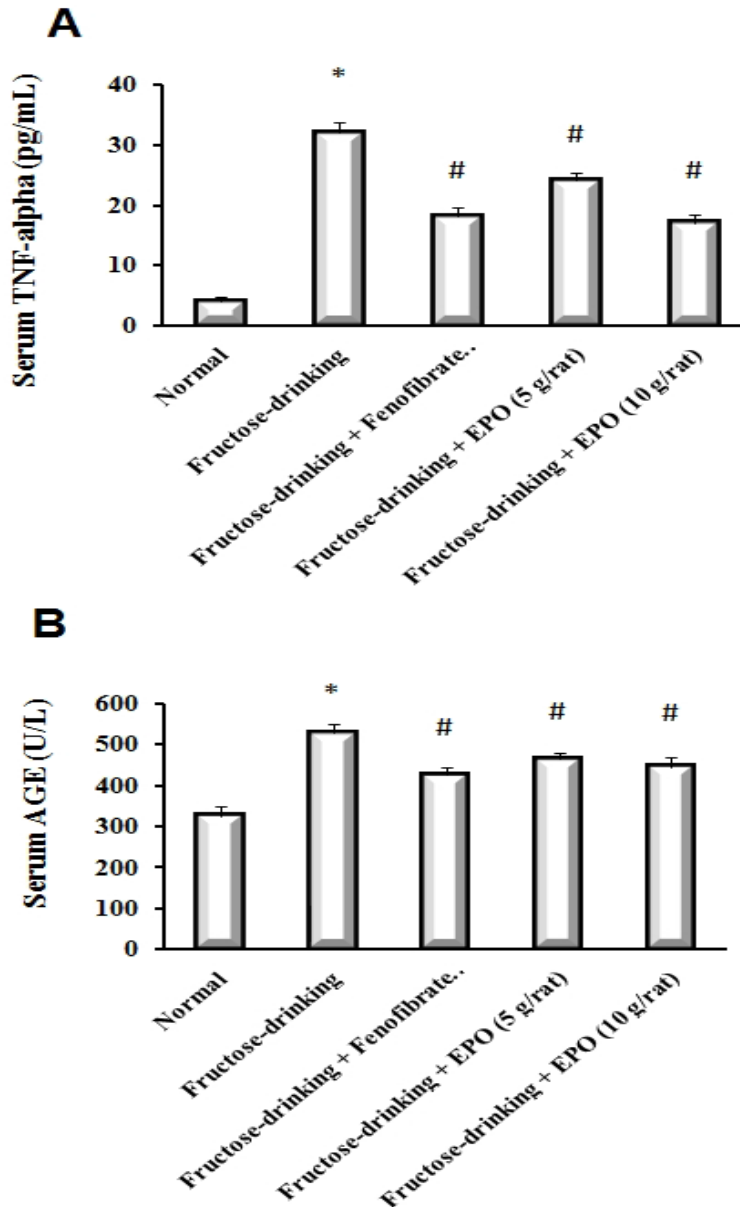 A
Serum TNF-alpha (pg/mL)
40
30
20
10
0
*
#
#
#
Normal
Fructose-drinking
Fructose-drinking + Fenofibrate..
Fructose-drinking + EPO (5 g/rat)
Fructose-drinking + EPO (10 g/rat)
B
Serum AGE (U/L)
600
500
400
300
200
100
0
*
#
#
#
Normal
Fructose-drinking
Fructose-drinking + Fenofibrate..
Fructose-drinking + EPO (5 g/rat)
Fructose-drinking + EPO (10 g/rat)